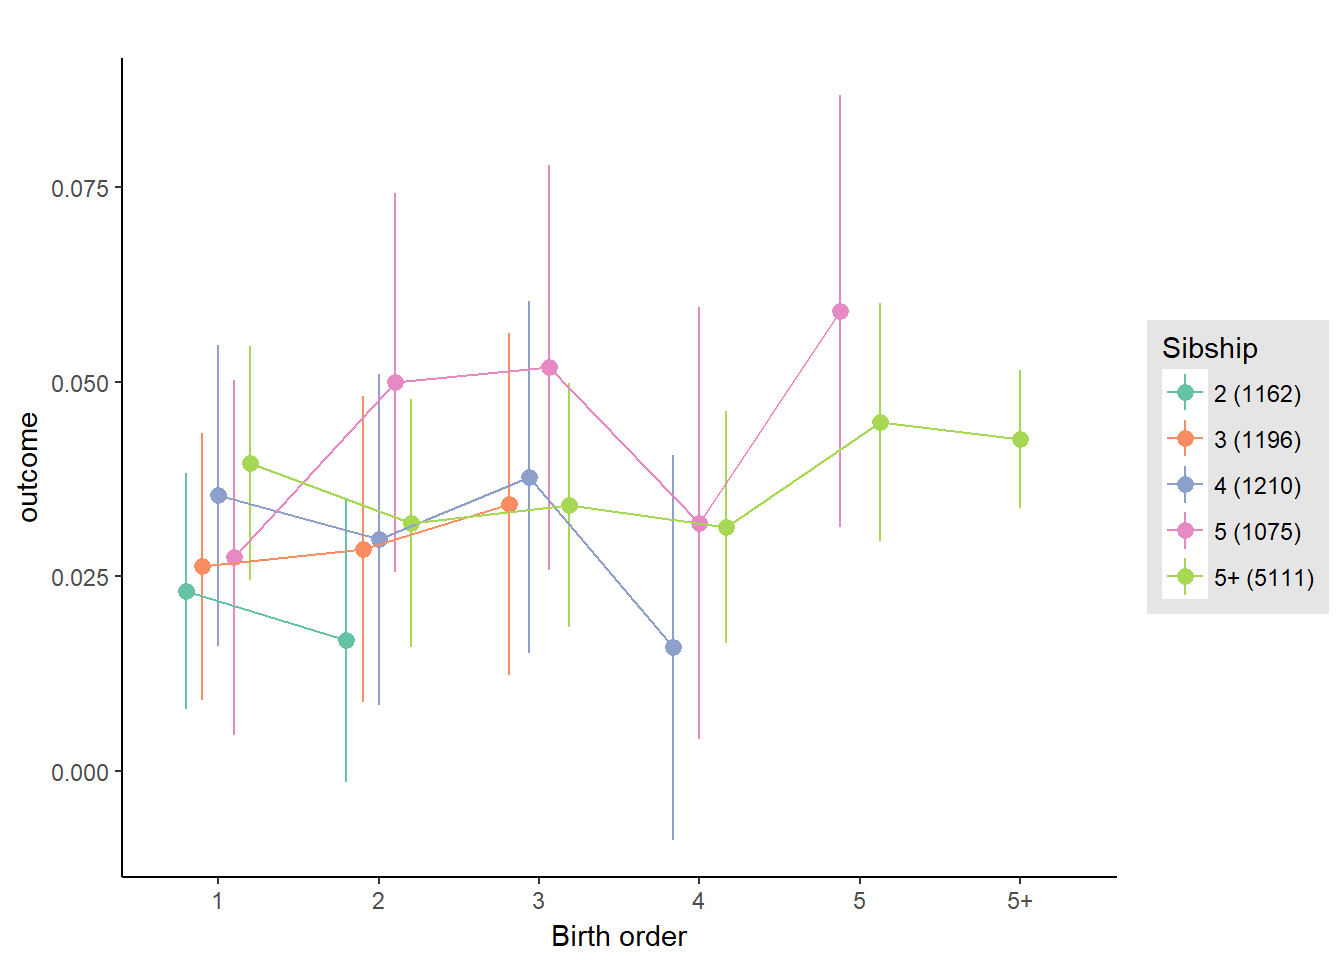 0.075
0.050
0.025
0.000
outcome
1 2 3 4 5 5+
Birth order
Sibship
2 (1162)
3 (1196)
4 (1210)
5 (1075)
5+ (5111)